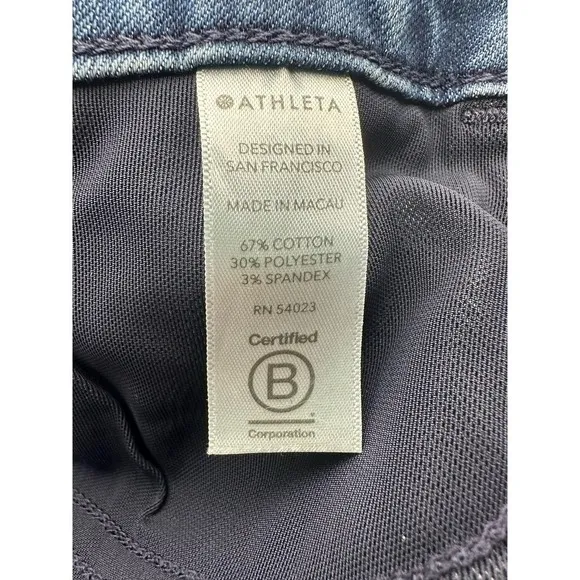 ATHLETA
DESIGNED IN
SAN FRANCISCO
MADE IN MACAU
67% COTTON
30% POLYESTER
3% SPANDEX
RN 54023
Certified
B
Corporation